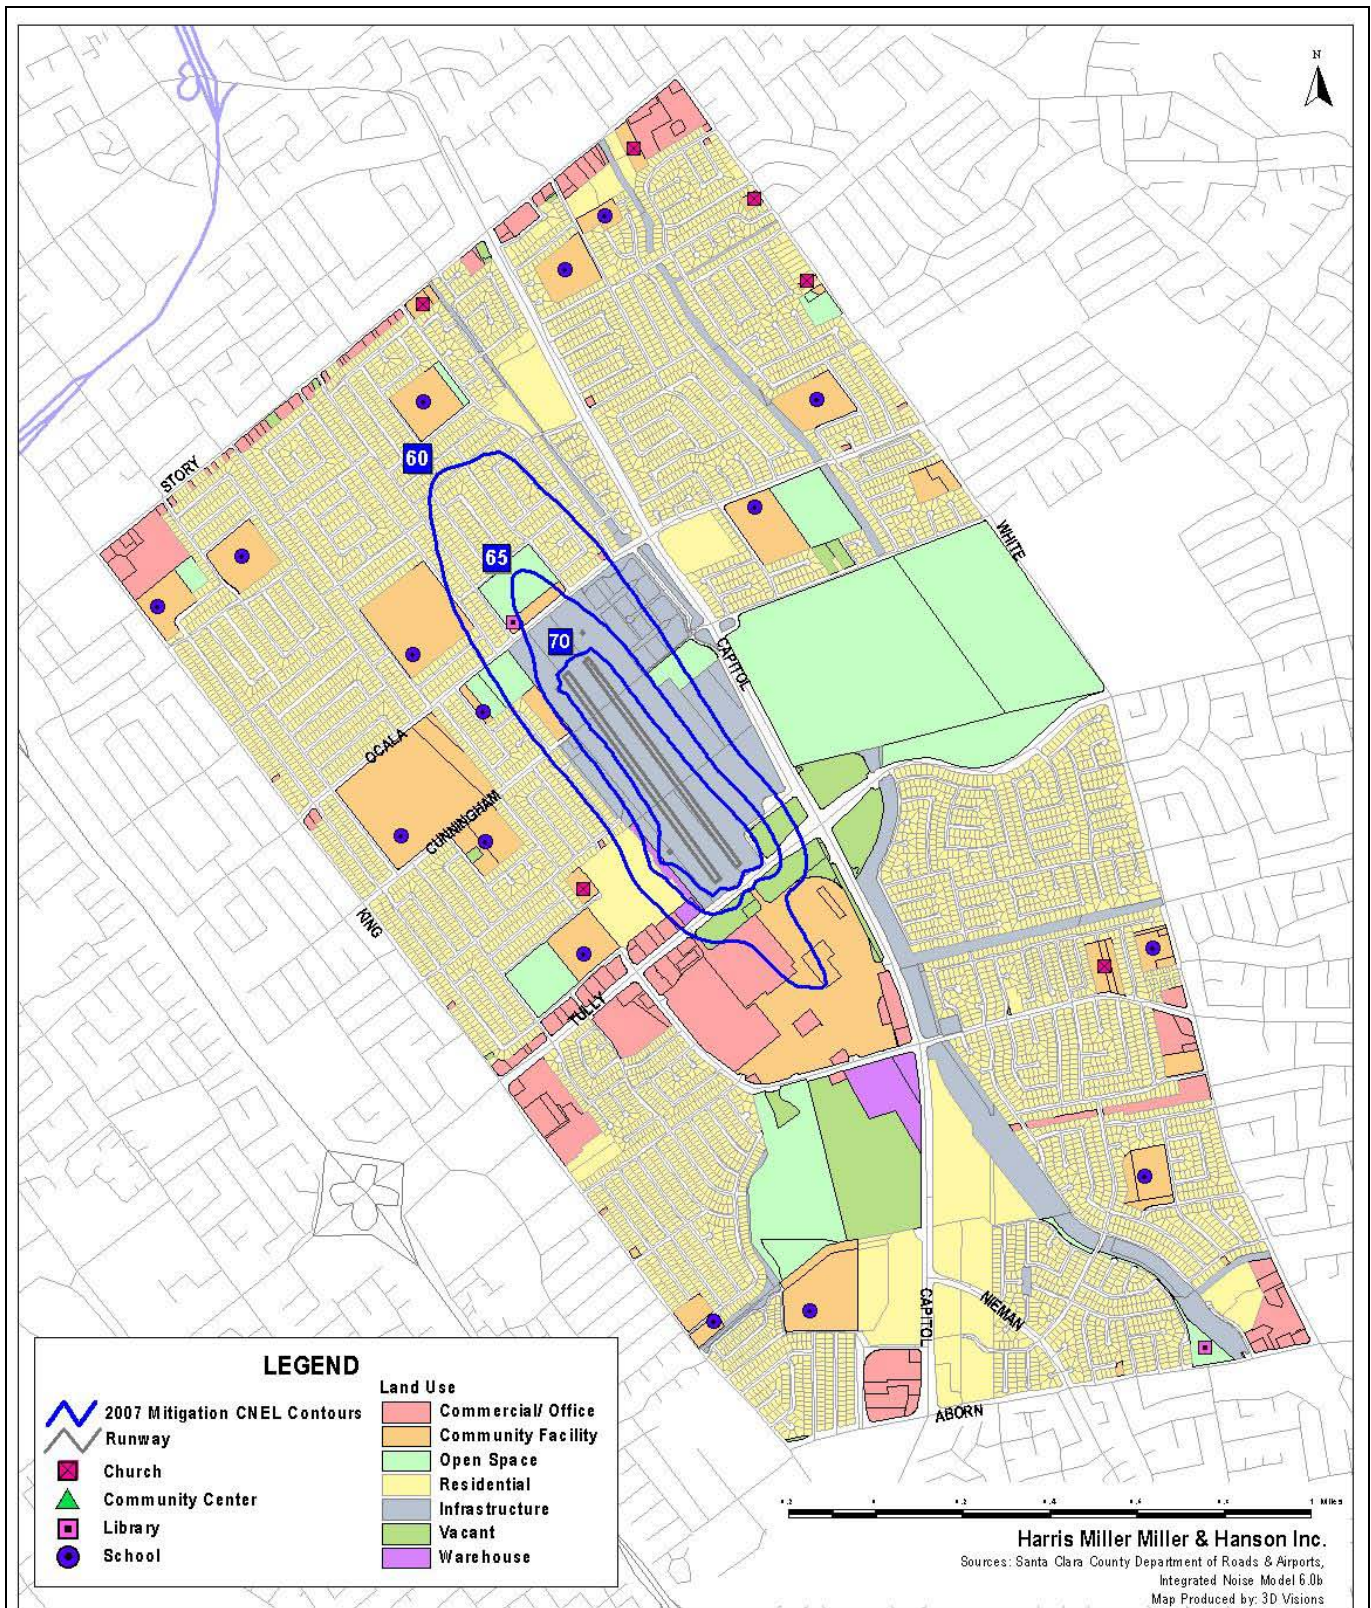 N
STORY
60
65
70
WHITE
CAPITOL
OCALA
CUNNINGHAM
KING
TULLY
CAPITOL
NIEMAN
ABORN
LEGEND
2007 Mitigation CNEL Contours
Runway
Church
Community Center
Library
School
Land Use
Commercial/ Office
Community Facility
Open Space
Residential
Infrastructure
Vacant
Warehouse
1 Miles
Harris Miller Miller & Hanson Inc.
Sources: Santa Clara County Department of Roads & Airports,
Integrated Noise Model 6.0b
Map Produced by: 3D Visions